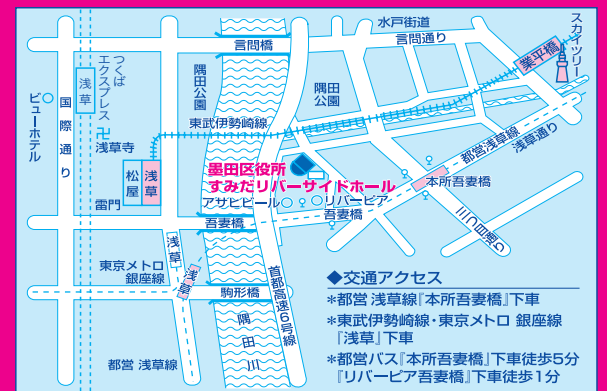 水戸街道
言問通り
言問橋
スカイツリー
業平橋
つくば
エクスプレス
浅草
隅田
公園
隅田
公園
ビューホテル
国際通り
浅草寺
東武伊勢崎線
都営浅草線
浅草通り
松屋
浅草
墨田区役所
すみだリバーサイドホール
本所吾妻橋
アサヒビール
リバーピア
雷門
吾妻橋
吾妻橋
三ツ目通り
浅草
浅草
東京メトロ
銀座線
駒形橋
首都高速6号線
隅田川
都営 浅草線
◆交通アクセス
*都営 浅草線『本所吾妻橋』下車
*東武伊勢崎線・東京メトロ 銀座線
『浅草』下車
*都営バス『本所吾妻橋』下車徒歩5分
『リバーピア吾妻橋』下車徒歩1分